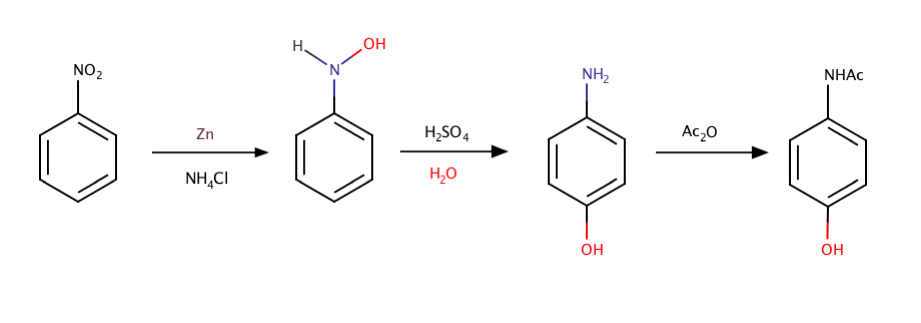 NO₂
Zn
NH₄Cl
H
OH
N
H₂SO₄
H₂O
NH₂
OH
Ac₂O
NHAc
OH